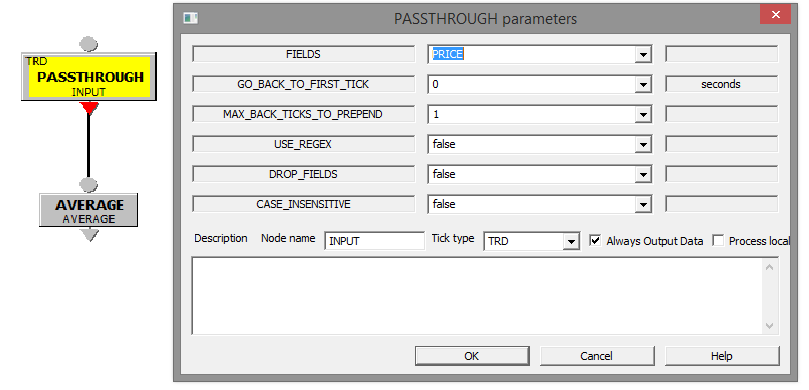 TRD
PASSTHROUGH
INPUT
AVERAGE
AVERAGE
PASSTHROUGH parameters
FIELDS PRICE
GO_BACK_TO_FIRST_TICK 0 seconds
MAX_BACK_TICKS_TO_PREPEND 1
USE_REGEX false
DROP_FIELDS false
CASE_INSENSITIVE false
Description Node name INPUT Tick type TRD Always Output Data Process local
OK Cancel Help